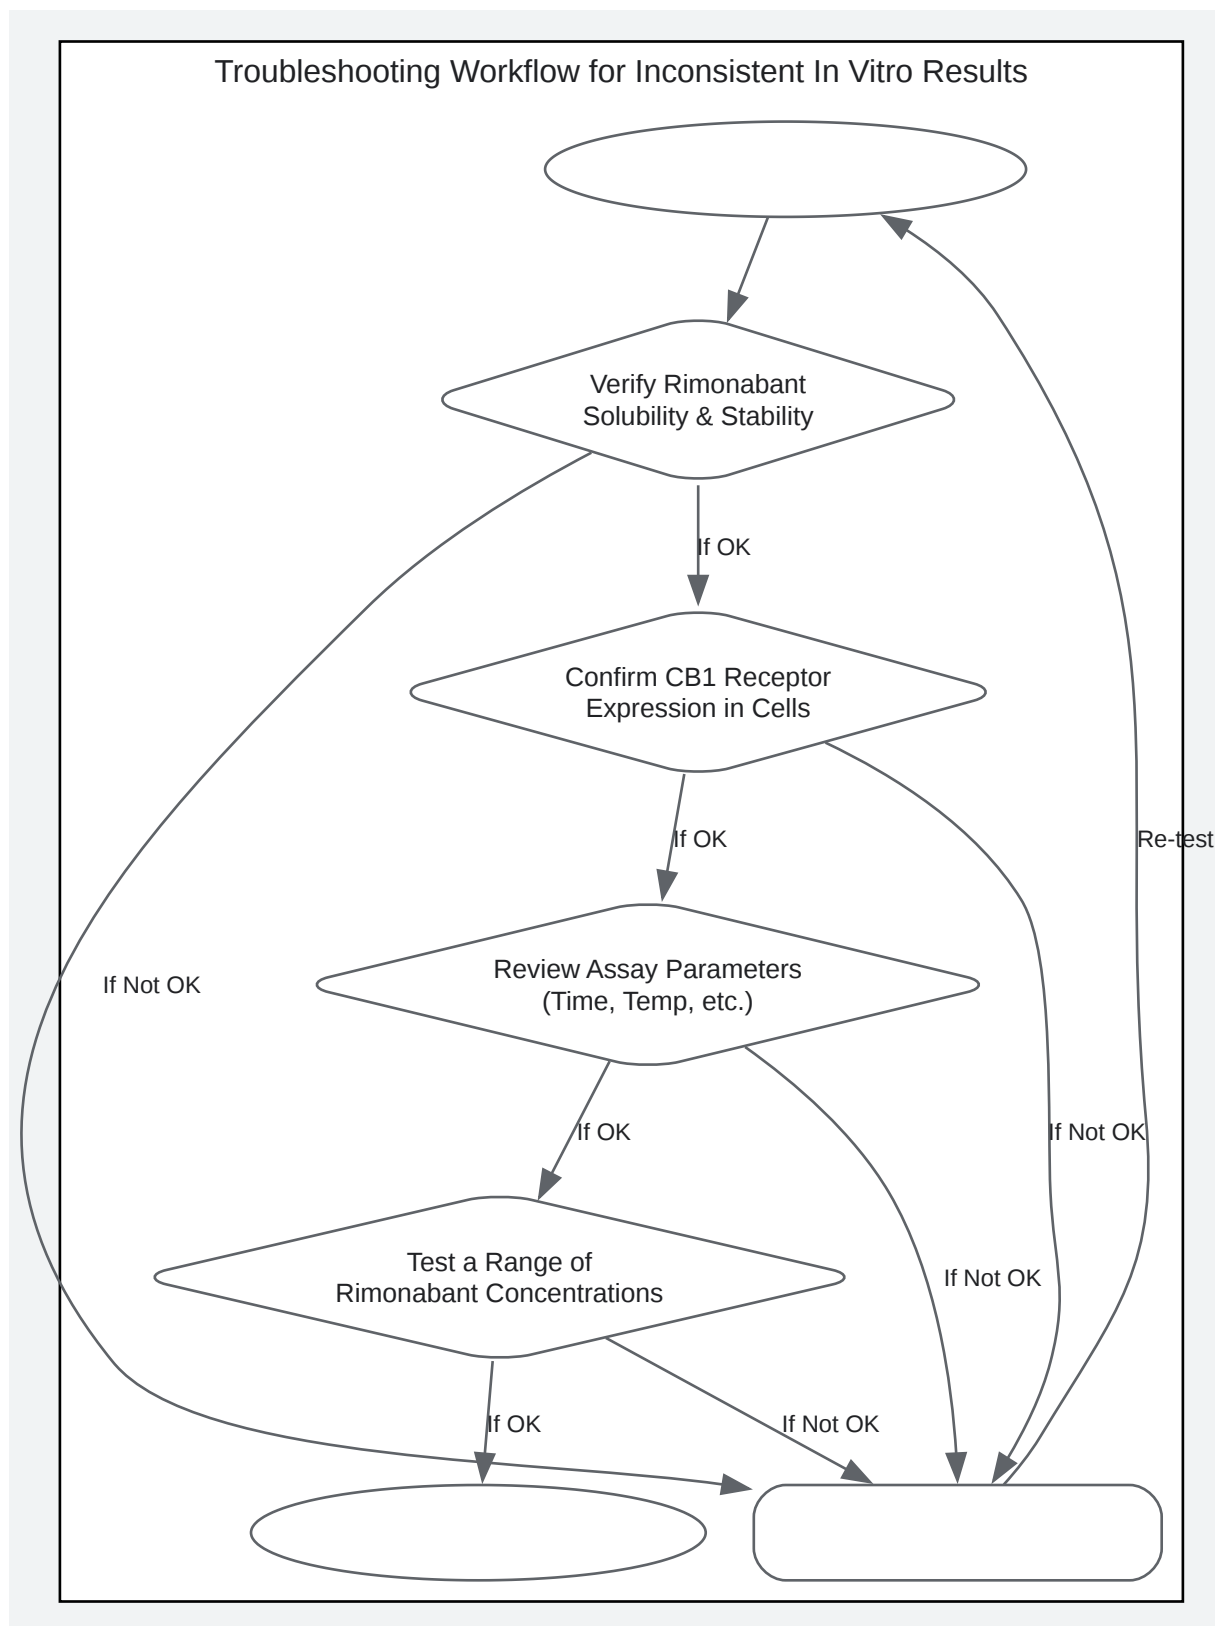 Troubleshooting Workflow for Inconsistent In Vitro Results
Verify Rimonabant
Solubility & Stability
If OK
Confirm CB1 Receptor
Expression in Cells
If OK
Re-test
Review Assay Parameters
(Time, Temp, etc.)
If Not OK
If OK
If Not OK
Test a Range of
Rimonabant Concentrations
If Not OK
If OK
If Not OK